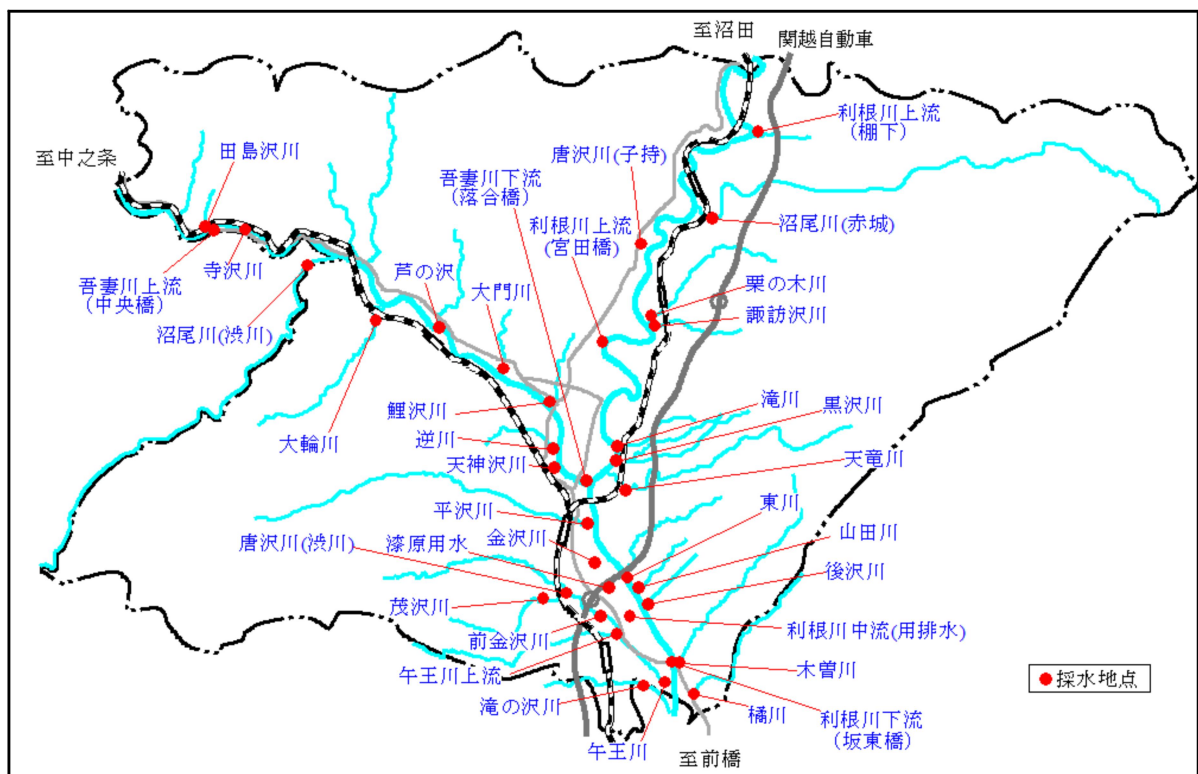 至沼田
関越自動車
利根川上流
(棚下)
唐沢川(子持)
田島沢川
至中之条
吾妻川下流
(落合橋)
利根川上流
(宮田橋)
沼尾川(赤城)
吾妻川上流
(中央橋)
寺沢川
芦の沢
大門川
栗の木川
諏訪沢川
沼尾川(渋川)
大輪川
鯉沢川
滝川
黒沢川
逆川
天神沢川
天竜川
平沢川
東川
唐沢川(渋川)
漆原用水
金沢川
山田川
後沢川
茂沢川
前金沢川
利根川中流(用排水)
午王川上流
木曽川
滝の沢川
橘川
利根川下流
(坂東橋)
午王川
至前橋
採水地点